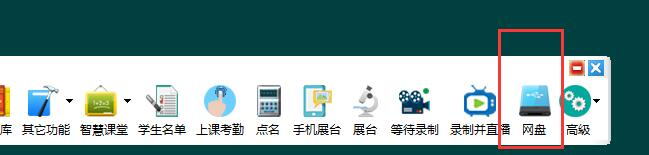 库 其它功能 智慧课堂 学生名单 上课考勤 点名 手机展台 展台 等待录制 录制并直播 网盘 高級